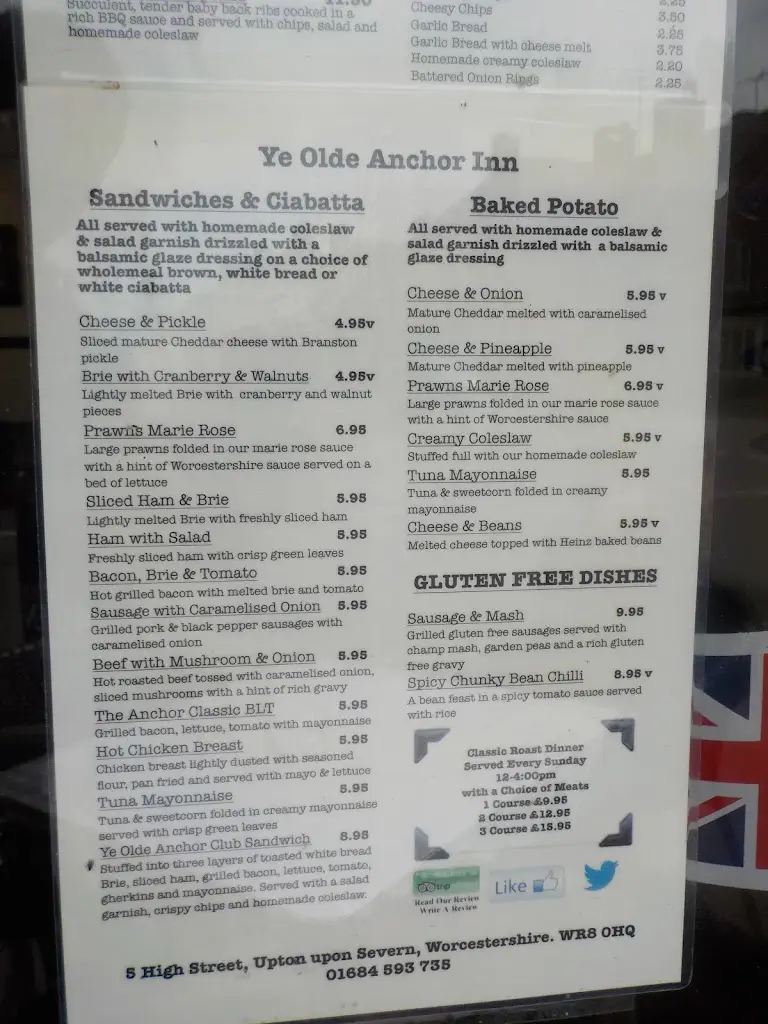 11.50
Succulent, tender baby back ribs cooked in a
rich BBQ sauce and served with chips, salad and
homemade coleslaw
2.25
Cheesy Chips 3.50
Garlic Bread 2.25
Garlic Bread with cheese melt 3.75
Homemade creamy coleslaw 2.20
Battered Onion Rings 2.25
Ye Olde Anchor Inn
Sandwiches & Ciabatta
All served with homemade coleslaw
& salad garnish drizzled with a
balsamic glaze dressing on a choice of
wholemeal brown, white bread or
white ciabatta
Cheese & Pickle 4.95v
Sliced mature Cheddar cheese with Branston
pickle
Brie with Cranberry & Walnuts 4.95v
Lightly melted Brie with cranberry and walnut
pieces
Prawns Marie Rose 6.95
Large prawns folded in our marie rose sauce
with a hint of Worcestershire sauce served on a
bed of lettuce
Sliced Ham & Brie 5.95
Lightly melted Brie with freshly sliced ham
Ham with Salad 5.95
Freshly sliced ham with crisp green leaves
Bacon, Brie & Tomato 5.95
Hot grilled bacon with melted brie and tomato
Sausage with Caramelised Onion 5.95
Grilled pork & black pepper sausages with
caramelised onion
Beef with Mushroom & Onion 5.95
Hot roasted beef tossed with caramelised onion,
sliced mushrooms with a hint of rich gravy
The Anchor Classic BLT 5.95
Grilled bacon, lettuce, tomato with mayonnaise
Hot Chicken Breast 5.95
Chicken breast lightly dusted with seasoned
flour, pan fried and served with mayo & lettuce
Tuna Mayonnaise 5.95
Tuna & sweetcorn folded in creamy mayonnaise
served with crisp green leaves
Ye Olde Anchor Club Sandwich 8.95
Stuffed into three layers of toasted white bread
Brie, sliced ham, grilled bacon, lettuce, tomato,
gherkins and mayonnaise. Served with a salad
garnish, crispy chips and homemade coleslaw.
Baked Potato
All served with homemade coleslaw &
salad garnish drizzled with a balsamic
glaze dressing
Cheese & Onion 5.95 v
Mature Cheddar melted with caramelised
onion
Cheese & Pineapple 5.95 v
Mature Cheddar melted with pineapple
Prawns Marie Rose 6.95 v
Large prawns folded in our marie rose sauce
with a hint of Worcestershire sauce
Creamy Coleslaw 5.95 v
Stuffed full with our homemade coleslaw
Tuna Mayonnaise 5.95
Tuna & sweetcorn folded in creamy
mayonnaise
Cheese & Beans 5.95 v
Melted cheese topped with Heinz baked beans
GLUTEN FREE DISHES
Sausage & Mash 9.95
Grilled gluten free sausages served with
champ mash, garden peas and a rich gluten
free gravy
Spicy Chunky Bean Chilli 8.95 v
A bean feast in a spicy tomato sauce served
with rice
Classic Roast Dinner
Served Every Sunday
12-4:00pm
with a Choice of Meats
1 Course £9.95
2 Course £12.95
3 Course £15.95
Read Our Review
Write A Review
Like
5 High Street, Upton upon Severn, Worcestershire. WR8 0HQ
01684 593 735